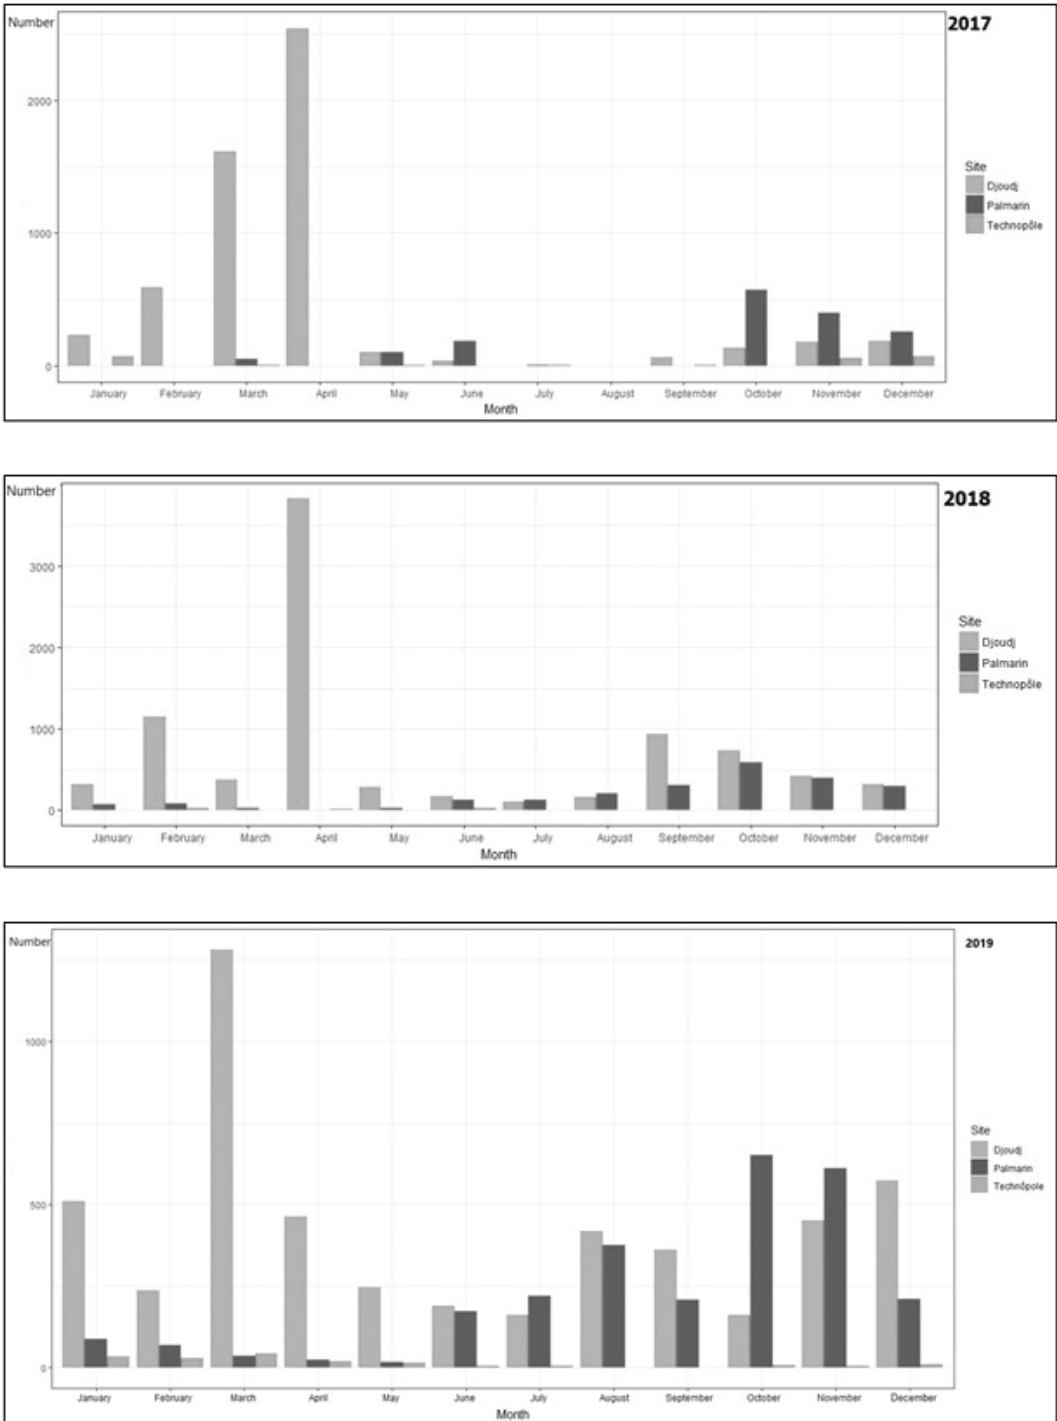 Number
2017
2000
1000
0
Site
Djoudj
Palmarin
Technopôle
January February March April May June July August September October November December
Month
Number
2018
3000
2000
1000
0
Site
Djoudj
Palmarin
Technopôle
January February March April May June July August September October November December
Month
Number
2019
1000
500
0
Site
Djoudj
Palmarin
Technôpole
January February March April May June July August September October November December
Month